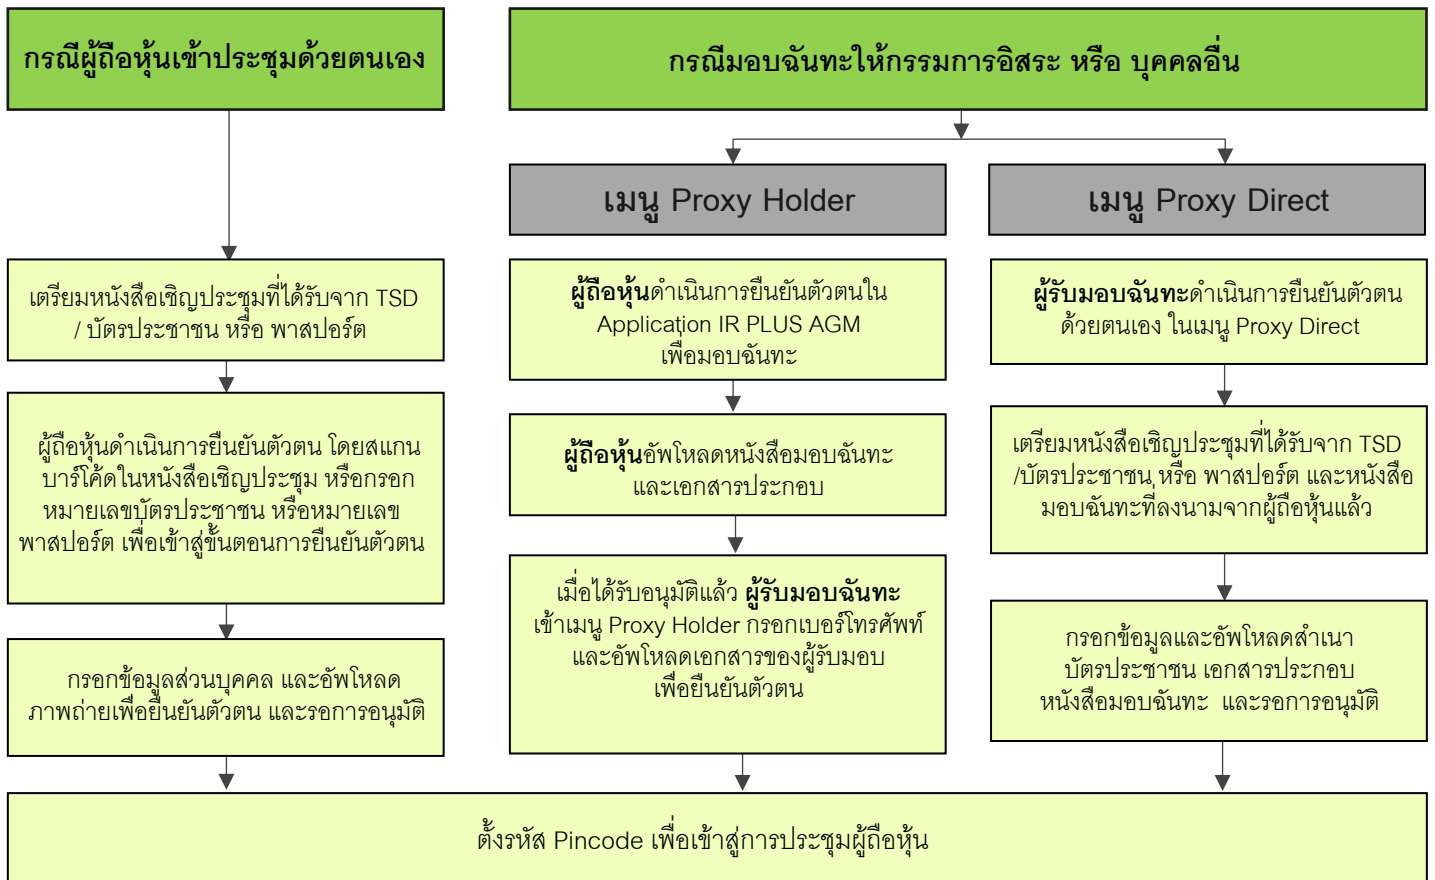 กรณีผู้ถือหุ้นเข้าประชุมด้วยตนเอง
เตรียมหนังสือเชิญประชุมที่ได้รับจาก TSD
/ บัตรประชาชน หรือ พาสปอร์ต
ผู้ถือหุ้นดำเนินการยืนยันตัวตน โดยสแกน
บาร์โค้ดในหนังสือเชิญประชุม หรือกรอก
หมายเลขบัตรประชาชน หรือหมายเลข
พาสปอร์ต เพื่อเข้าสู่ขั้นตอนการยืนยันตัวตน
กรอกข้อมูลส่วนบุคคล และอัพโหลด
ภาพถ่ายเพื่อยืนยันตัวตน และรอการอนุมัติ
กรณีมอบฉันทะให้กรรมการอิสระ หรือ บุคคลอื่น
เมนู Proxy Holder
ผู้ถือหุ้นดำเนินการยืนยันตัวตนใน
Application IR PLUS AGM
เพื่อมอบฉันทะ
ผู้ถือหุ้นอัพโหลดหนังสือมอบฉันทะ
และเอกสารประกอบ
เมื่อได้รับอนุมัติแล้ว ผู้รับมอบฉันทะ
เข้าเมนู Proxy Holder กรอกเบอร์โทรศัพท์
และอัพโหลดเอกสารของผู้รับมอบ
เพื่อยืนยันตัวตน
เมนู Proxy Direct
ผู้รับมอบฉันทะดำเนินการยืนยันตัวตน
ด้วยตนเอง ในเมนู Proxy Direct
เตรียมหนังสือเชิญประชุมที่ได้รับจาก TSD
/บัตรประชาชน หรือ พาสปอร์ต และหนังสือ
มอบฉันทะที่ลงนามจากผู้ถือหุ้นแล้ว
กรอกข้อมูลและอัพโหลดสำเนา
บัตรประชาชน เอกสารประกอบ
หนังสือมอบฉันทะ และรอการอนุมัติ
ตั้งรหัส Pincode เพื่อเข้าสู่การประชุมผู้ถือหุ้น